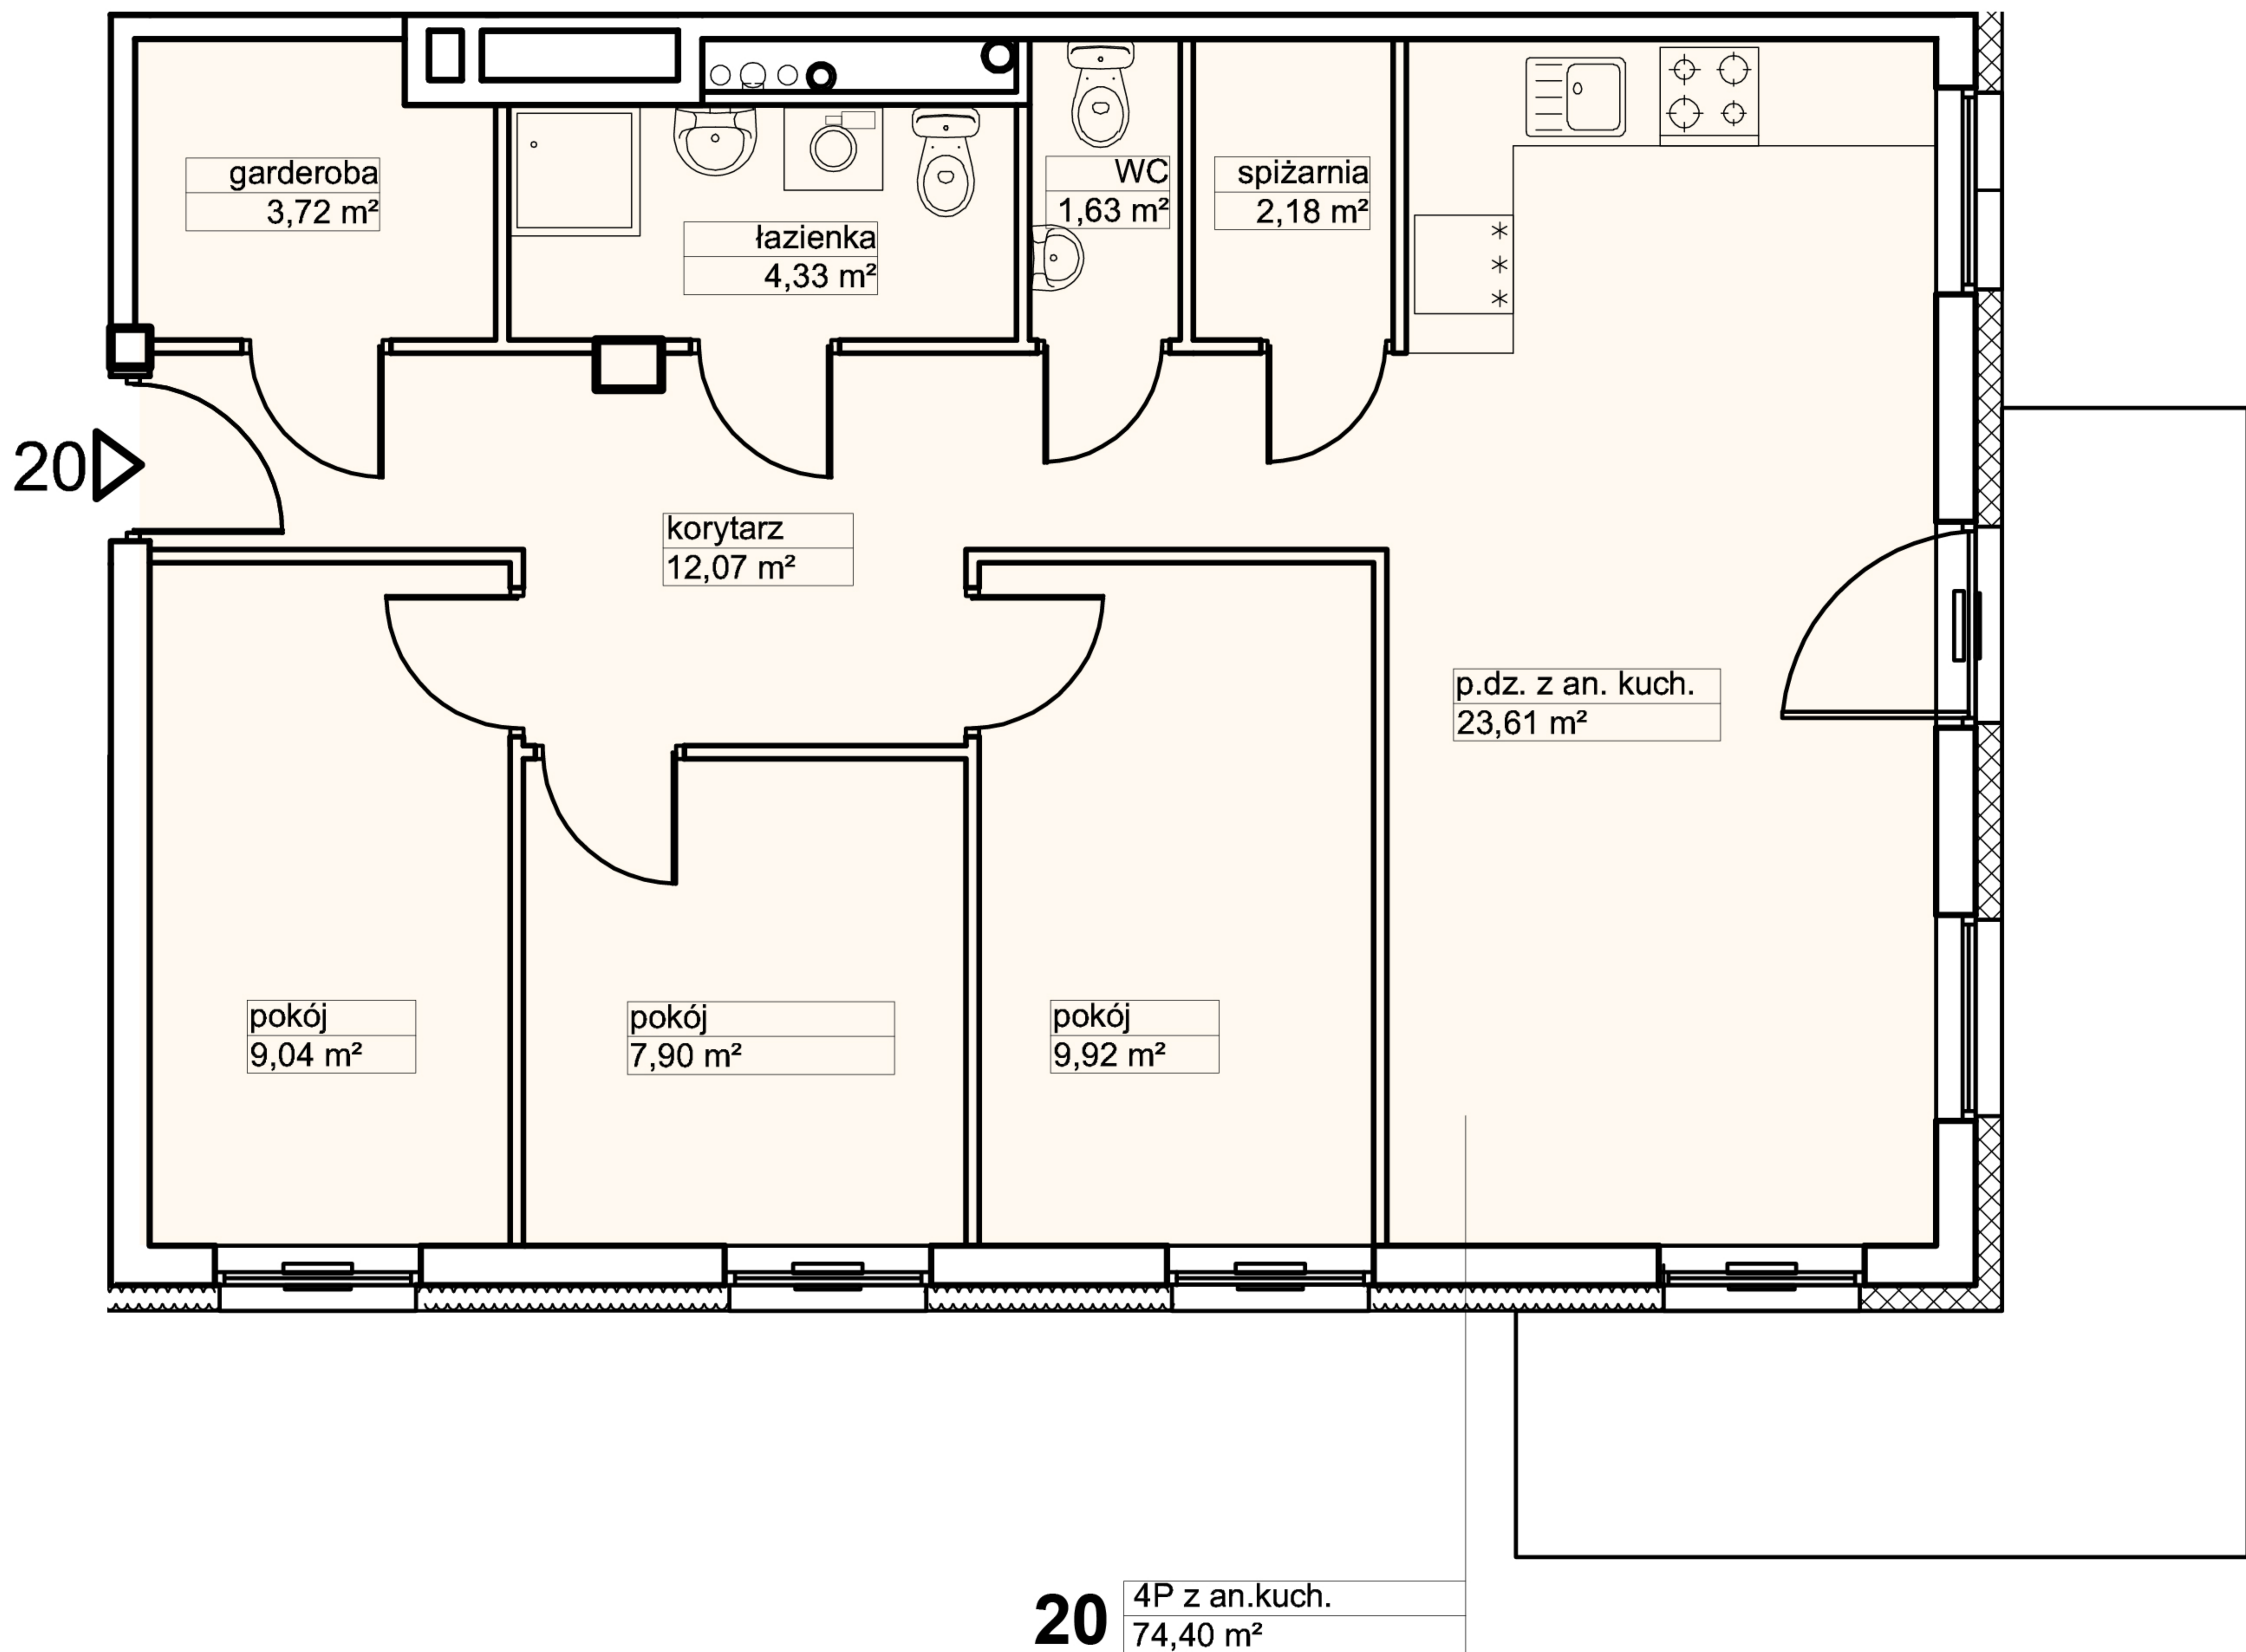 garderoba
3,72 m²
łazienka
4,33 m²
WC
1,63 m²
spiżarnia
2,18 m²
20
korytarz
12,07 m²
p.dz. z an. kuch.
23,61 m²
pokój
9,04 m²
pokój
7,90 m²
pokój
9,92 m²
20
4P z an.kuch.
74,40 m²